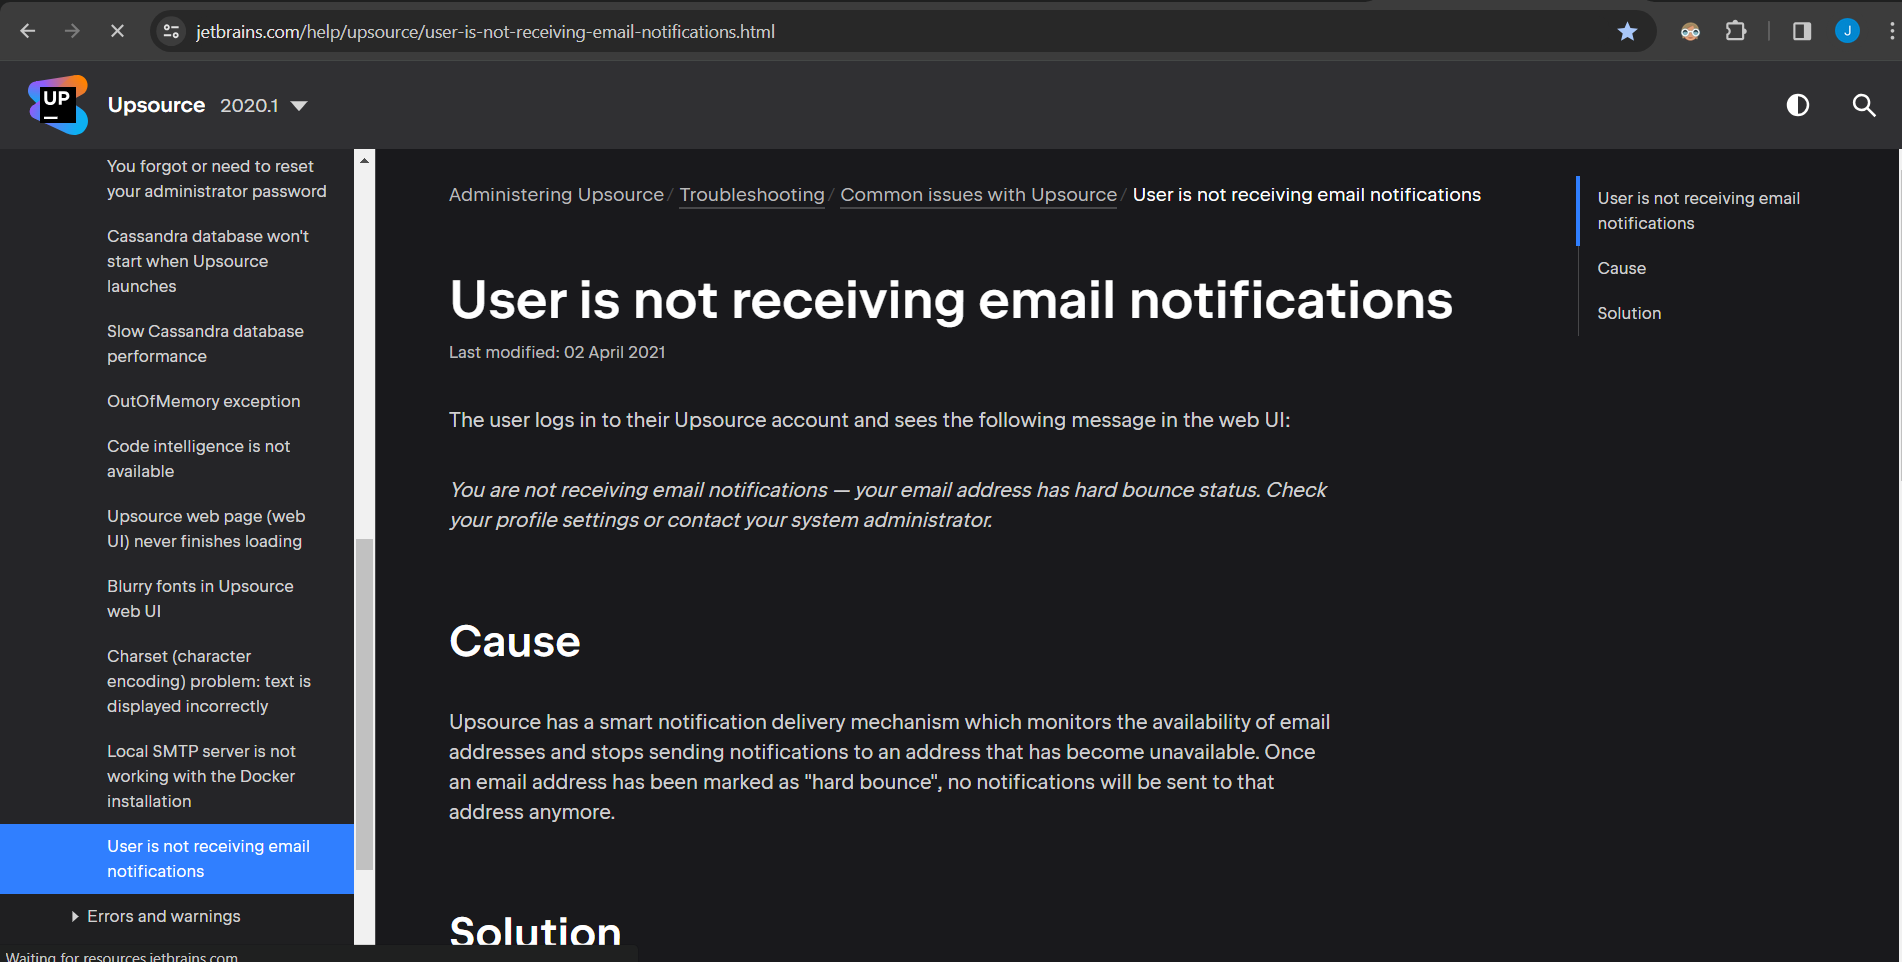 jetbrains.com/help/upsource/user-is-not-receiving-email-notifications.html
J
UP
Upsource 2020.1
You forgot or need to reset
your administrator password
Cassandra database won't
start when Upsource
launches
Slow Cassandra database
performance
OutOfMemory exception
Code intelligence is not
available
Upsource web page (web
UI) never finishes loading
Blurry fonts in Upsource
web UI
Charset (character
encoding) problem: text is
displayed incorrectly
Local SMTP server is not
working with the Docker
installation
User is not receiving email
notifications
Errors and warnings
Administering Upsource / Troubleshooting / Common issues with Upsource / User is not receiving email notifications
User is not receiving email notifications
Last modified: 02 April 2021
The user logs in to their Upsource account and sees the following message in the web UI:
You are not receiving email notifications — your email address has hard bounce status. Check
your profile settings or contact your system administrator.
Cause
Upsource has a smart notification delivery mechanism which monitors the availability of email
addresses and stops sending notifications to an address that has become unavailable. Once
an email address has been marked as "hard bounce", no notifications will be sent to that
address anymore.
Solution
User is not receiving email
notifications
Cause
Solution
Waiting for resources.jetbrains.com